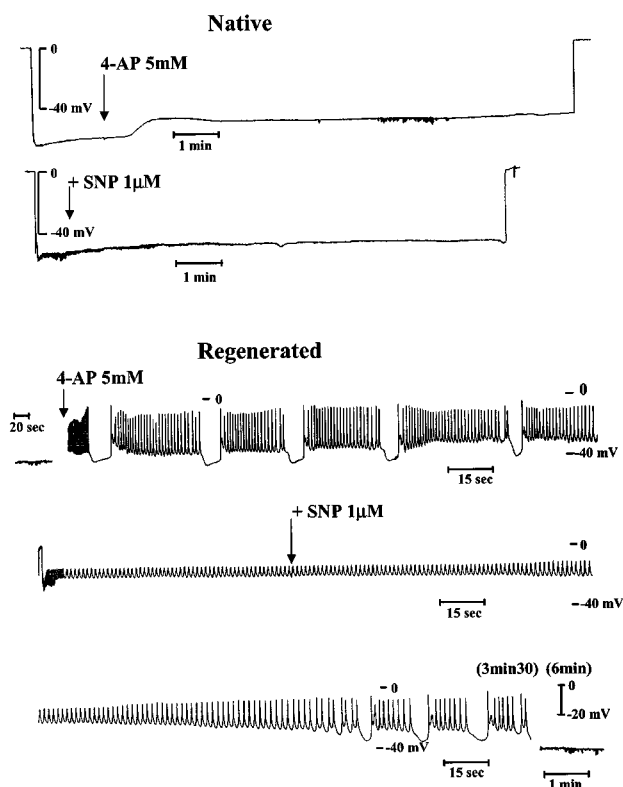 Native
0
4-AP 5mM
-40 mV
1 min
0
+ SNP 1µM
-40 mV
1 min
Regenerated
4-AP 5mM
- 0
- 0
20 sec
-40 mV
15 sec
+ SNP 1µM
- 0
15 sec
-40 mV
(3min30) (6min)
- 0
0
-20 mV
-40 mV
15 sec
1 min